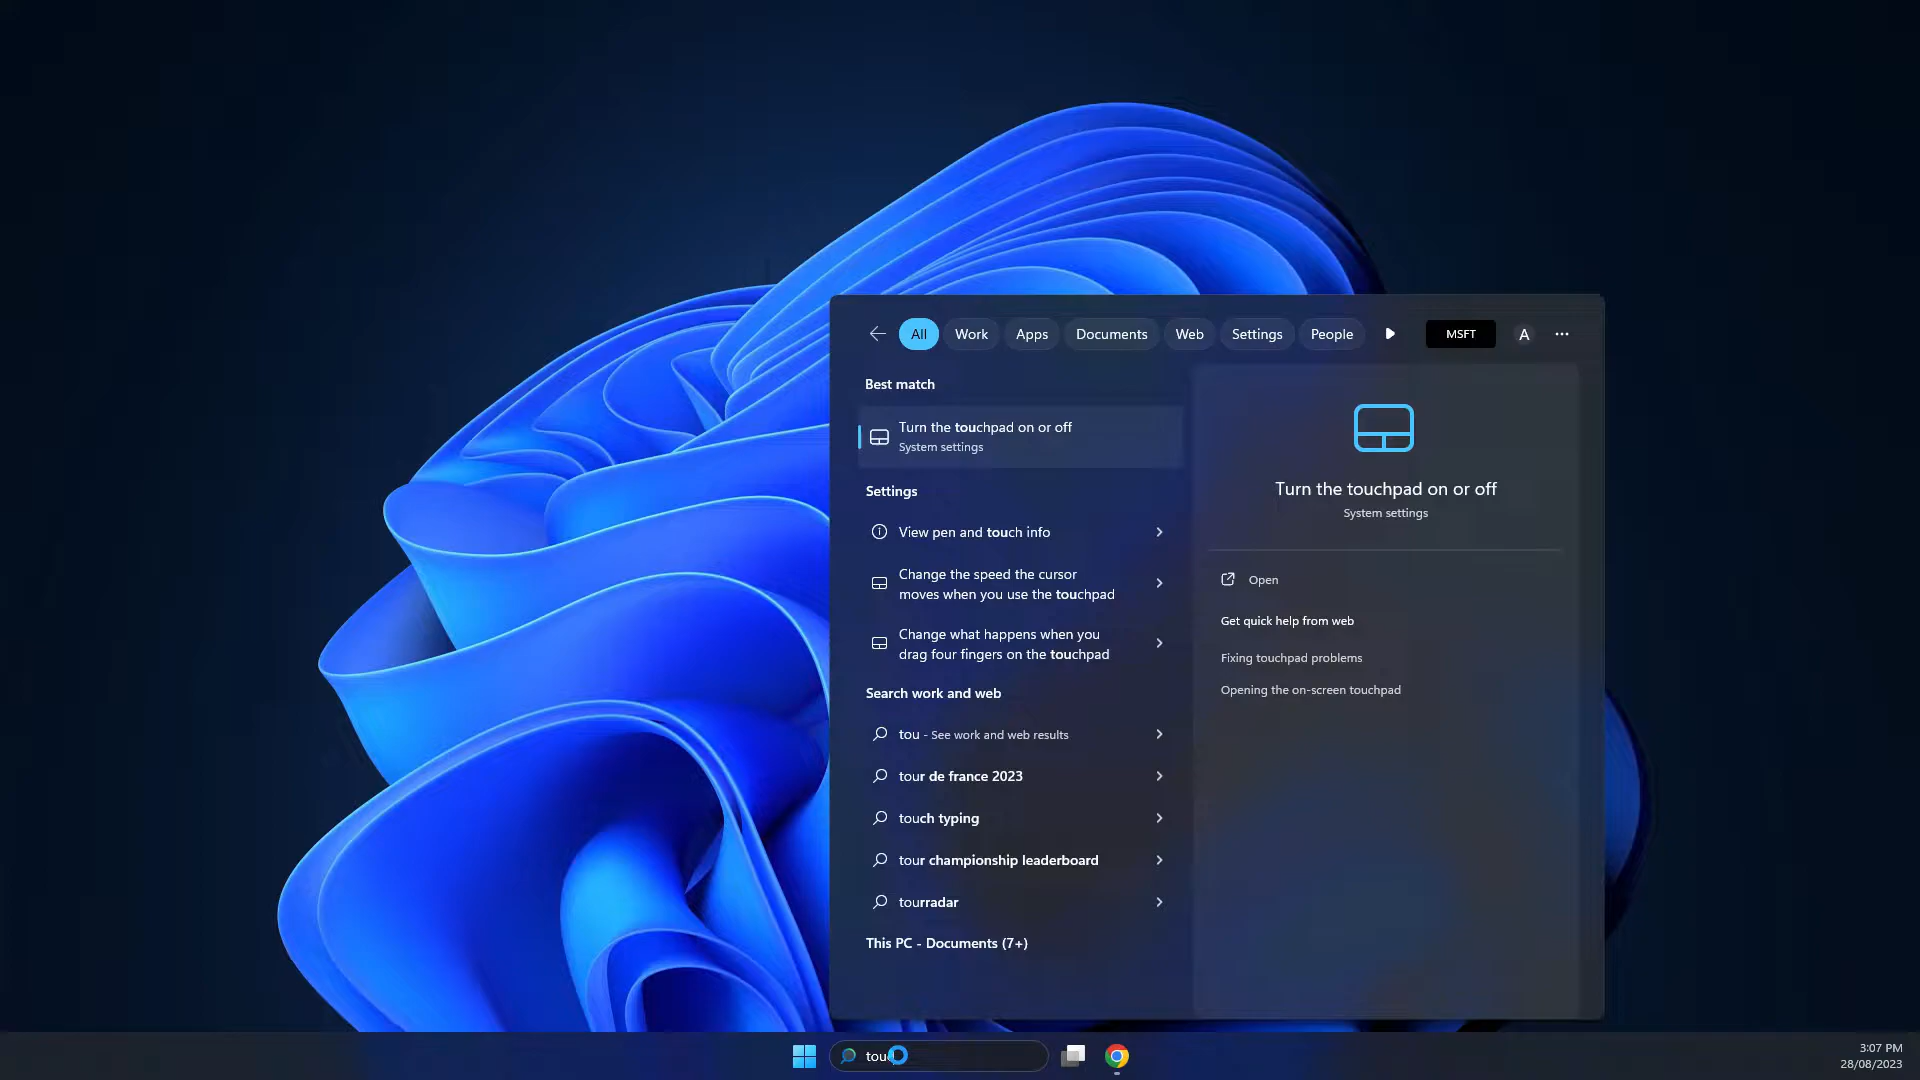 All
Work
Apps
Documents
Web
Settings
People
MSFT
A
Best match
Turn the touchpad on or off
System settings
Settings
View pen and touch info
Change the speed the cursor
moves when you use the touchpad
Change what happens when you
drag four fingers on the touchpad
Search work and web
tou - See work and web results
tour de france 2023
touch typing
tour championship leaderboard
tourradar
This PC - Documents (7+)
Turn the touchpad on or off
System settings
Open
Get quick help from web
Fixing touchpad problems
Opening the on-screen touchpad
3:07 PM
28/08/2023